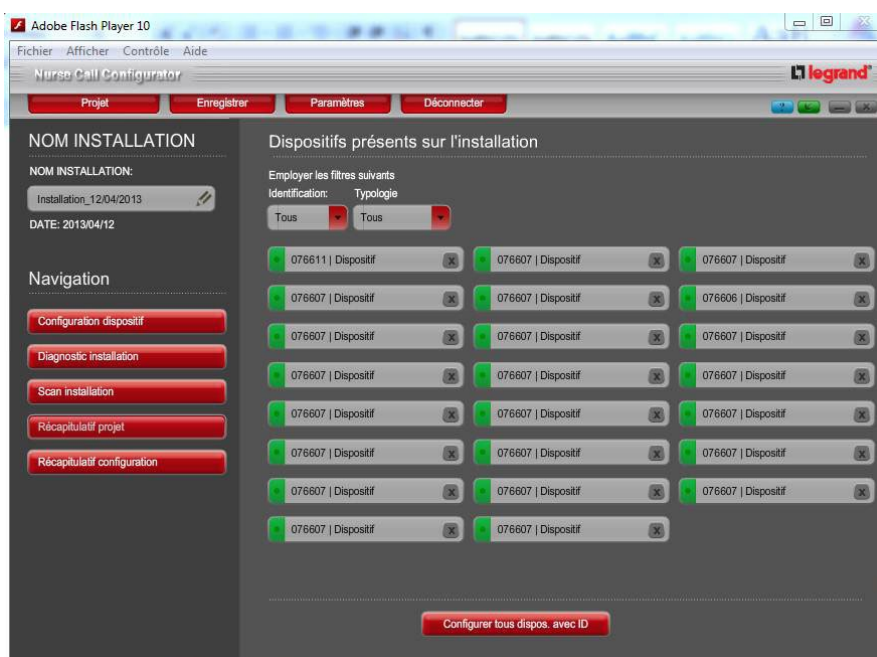 Adobe Flash Player 10
Fichier Afficher Contrôle Aide
Nurse Call Configurator
legrand®
Projet Enregistrer Paramètres Déconnecter
NOM INSTALLATION
NOM INSTALLATION:
Installation_12/04/2013
DATE: 2013/04/12
Navigation
Configuration dispositif
Diagnostic installation
Scan installation
Récapitulatif projet
Récapitulatif configuration
Dispositifs présents sur l'installation
Employer les filtres suivants
Identification: Typologie
Tous Tous
076611 | Dispositif x 076607 | Dispositif x 076607 | Dispositif x
076607 | Dispositif x 076607 | Dispositif x 076606 | Dispositif x
076607 | Dispositif x 076607 | Dispositif x 076607 | Dispositif x
076607 | Dispositif x 076607 | Dispositif x 076607 | Dispositif x
076607 | Dispositif x 076607 | Dispositif x 076607 | Dispositif x
076607 | Dispositif x 076607 | Dispositif x 076607 | Dispositif x
076607 | Dispositif x 076607 | Dispositif x 076607 | Dispositif x
076607 | Dispositif x 076607 | Dispositif x
Configurer tous dispos. avec ID